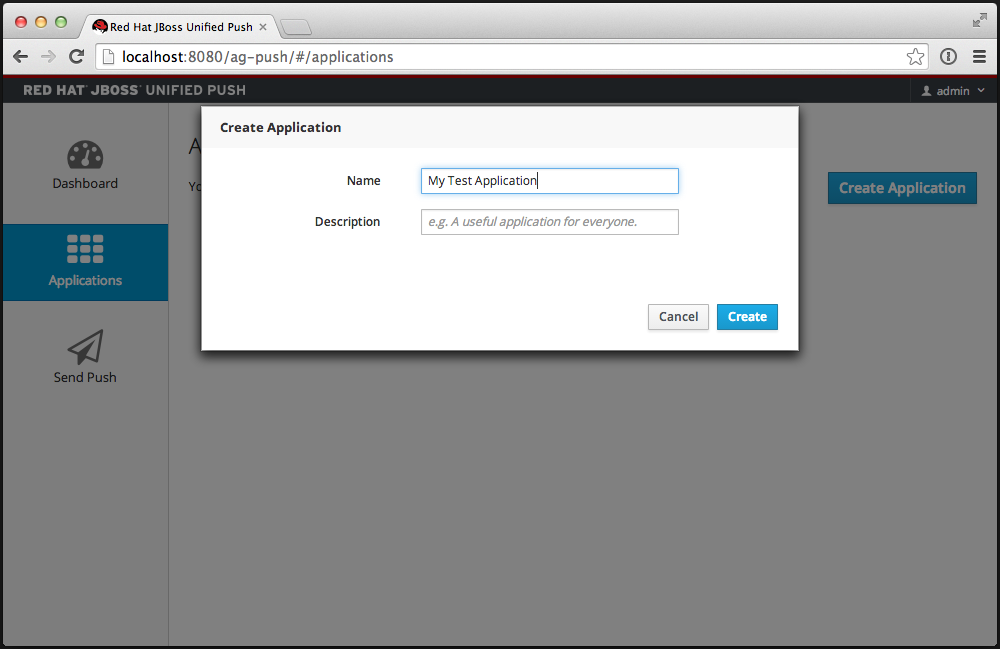 Red Hat JBoss Unified Push
localhost:8080/ag-push/#/applications
RED HAT JBOSS UNIFIED PUSH
admin
Create Application
Dashboard
Name
My Test Application
Create Application
Description
e.g. A useful application for everyone.
Applications
Cancel
Create
Send Push